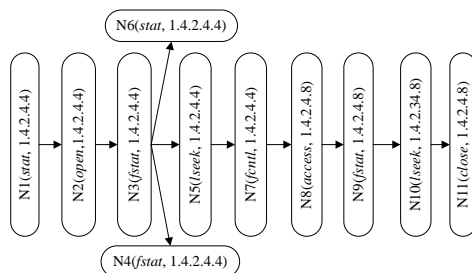 N6(stat, 1.4.2.4.4)
N1(stat, 1.4.2.4.4)
N2(open,1.4.2.4.4)
N3(fstat, 1.4.2.4.4)
N5(lseek, 1.4.2.4.4)
N7(fcntl, 1.4.2.4.4)
N8(access, 1.4.2.4.8)
N9(fstat, 1.4.2.4.8)
N10(lseek, 1.4.2.34.8)
N11(close, 1.4.2.4.8)
N4(fstat, 1.4.2.4.4)